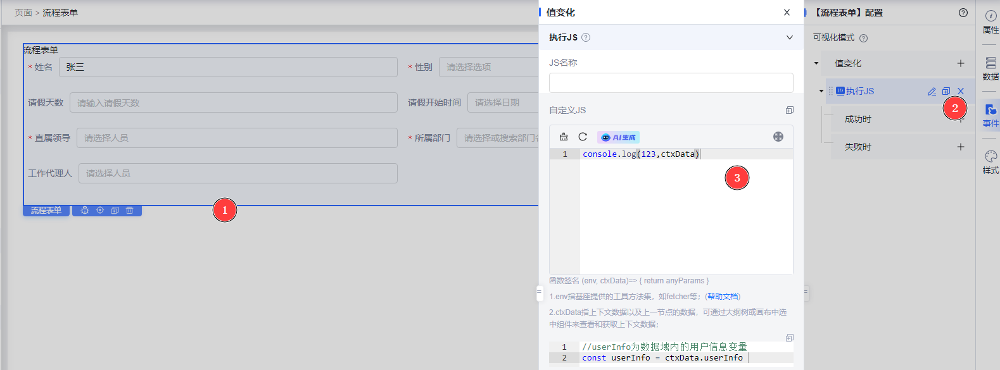 页面 > 流程表单
流程表单
* 姓名 张三
* 性别 请选择选项
请假天数 请输入请假天数
请假开始时间 请选择日期
* 直属领导 请选择人员
* 所属部门 请选择或搜索部门
工作代理人 请选择人员
流程表单
1
值变化
执行JS
JS名称
自定义JS
AI生成
1 console.log(123,ctxData)
3
函数签名 (env, ctxData)=> { return anyParams }
1.env指基座提供的工具方法集，如fetcher等；(帮助文档)
2.ctxData指上下文数据以及上一节点的数据，可通过大纲树或画布中选
中组件来查看和获取上下文数据；
1 //userInfo为数据域内的用户信息变量
2 const userInfo = ctxData.userInfo
【流程表单】配置
可视化模式
值变化
执行JS
2
成功时
失败时
属性
数据
事件
样式